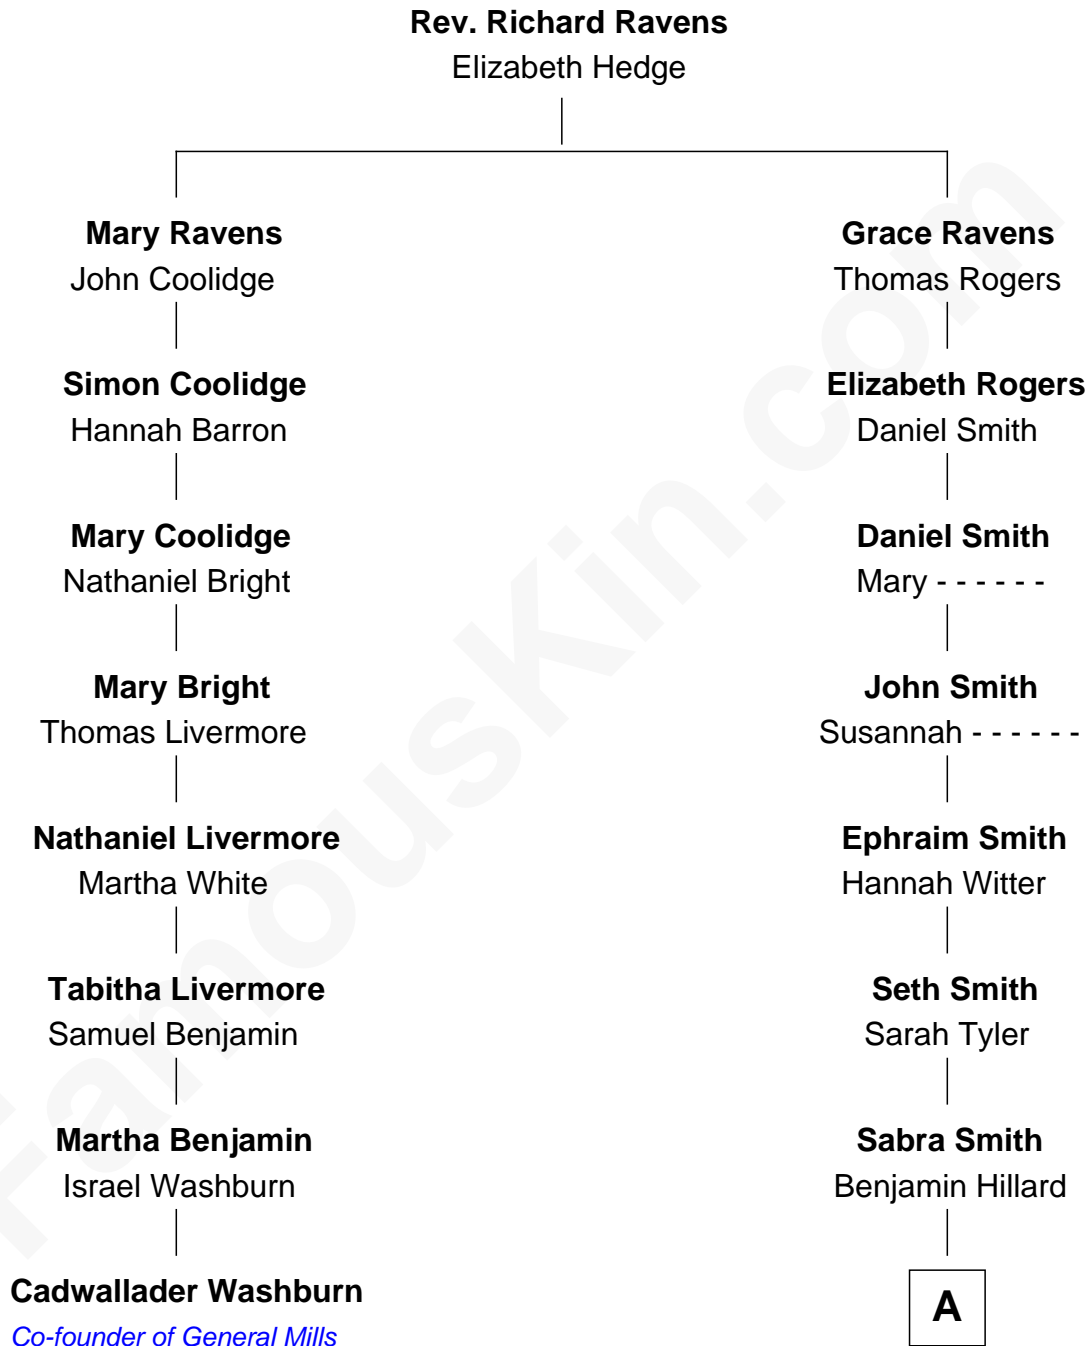 Rev. Richard Ravens
Elizabeth Hedge
Mary Ravens
John Coolidge
Grace Ravens
Thomas Rogers
Simon Coolidge
Hannah Barron
Elizabeth Rogers
Daniel Smith
Mary Coolidge
Nathaniel Bright
Daniel Smith
Mary - - - - - -
Mary Bright
Thomas Livermore
John Smith
Susannah - - - - - -
Nathaniel Livermore
Martha White
Ephraim Smith
Hannah Witter
Tabitha Livermore
Samuel Benjamin
Seth Smith
Sarah Tyler
Martha Benjamin
Israel Washburn
Sabra Smith
Benjamin Hillard
Cadwallader Washburn
Co-founder of General Mills
A
FamousKin.com